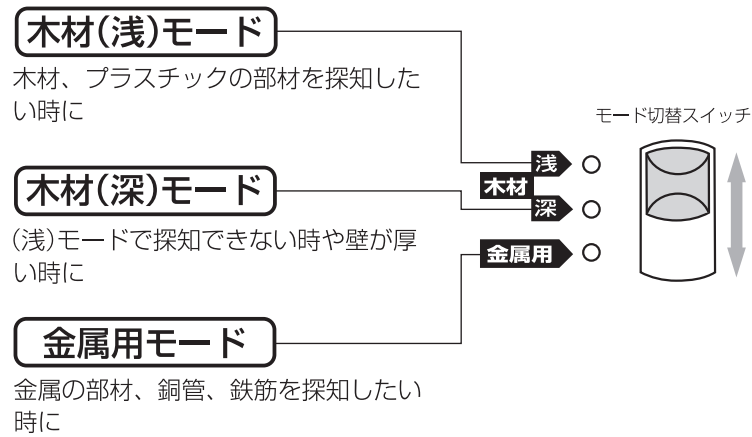 木材(浅)モード
木材、プラスチックの部材を探知した
い時に
木材(深)モード
(浅)モードで探知できない時や壁が厚
い時に
金属用モード
金属の部材、銅管、鉄筋を探知したい
時に
モード切替スイッチ
浅
木材
深
金属用